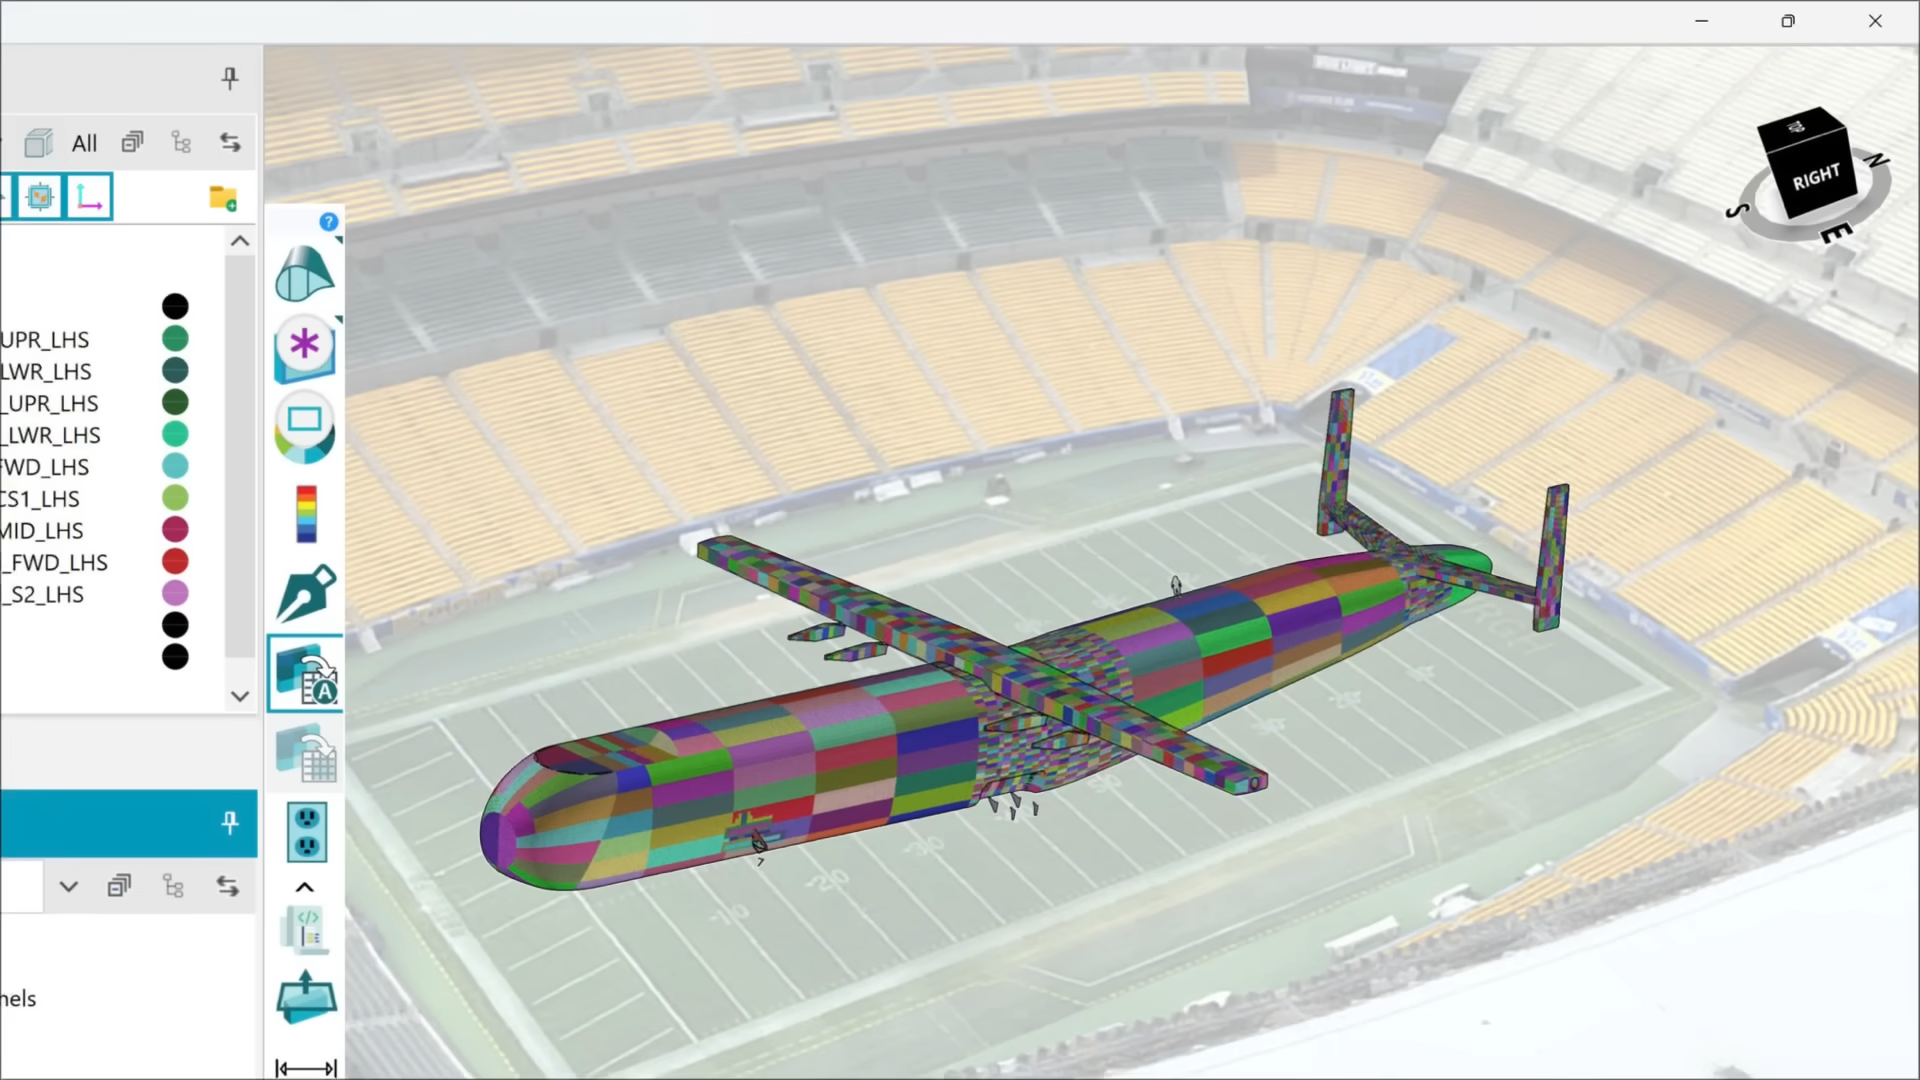 All
?
UPR_LHS
LWR_LHS
_UPR_LHS
_LWR_LHS
FWD_LHS
CS1_LHS
MID_LHS
_FWD_LHS
_S2_LHS
A
</>
nels
RIGHT
N
S
E